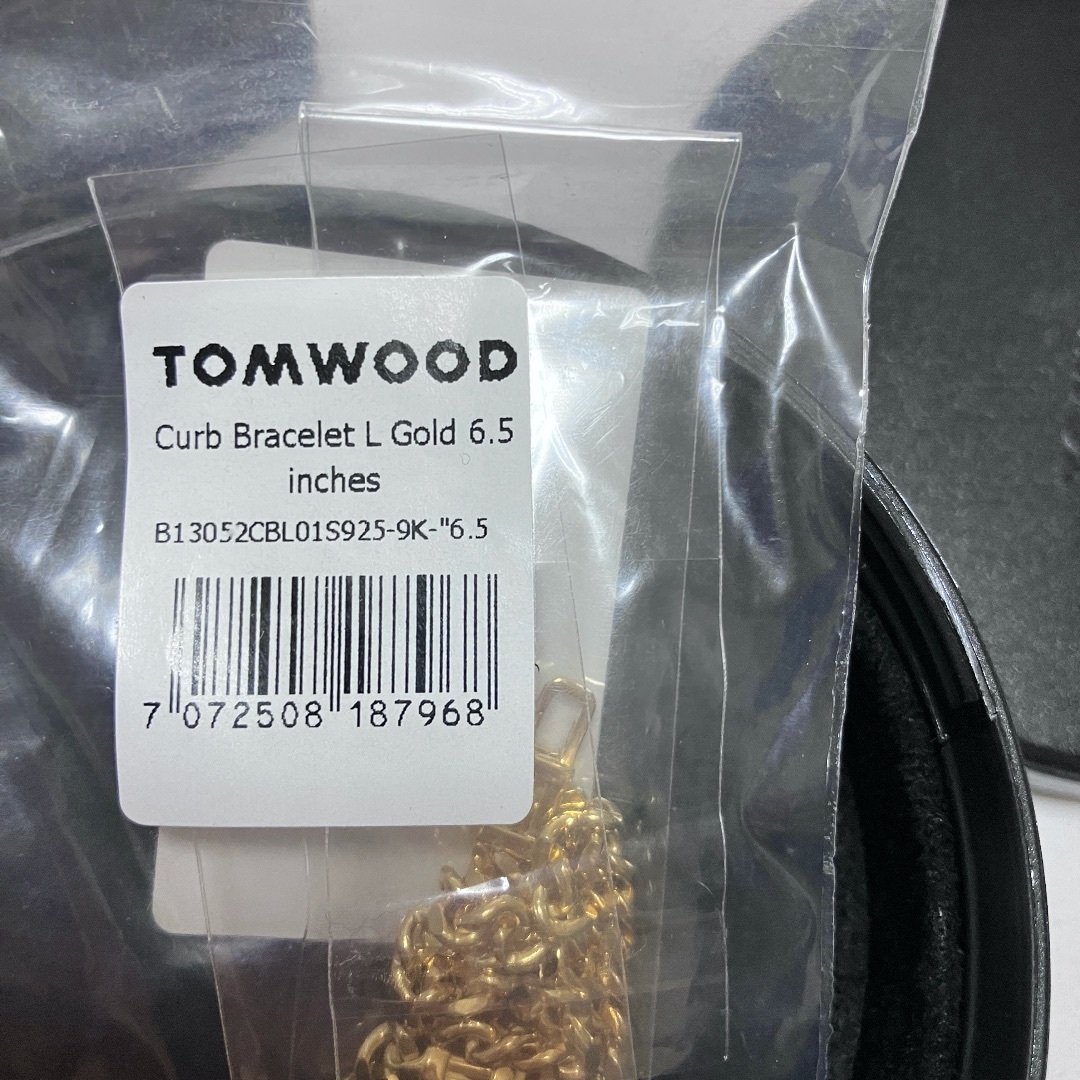 TOMWOOD
Curb Bracelet L Gold 6.5
inches
B13052CBL01S925-9K-"6.5
7 072508 187968